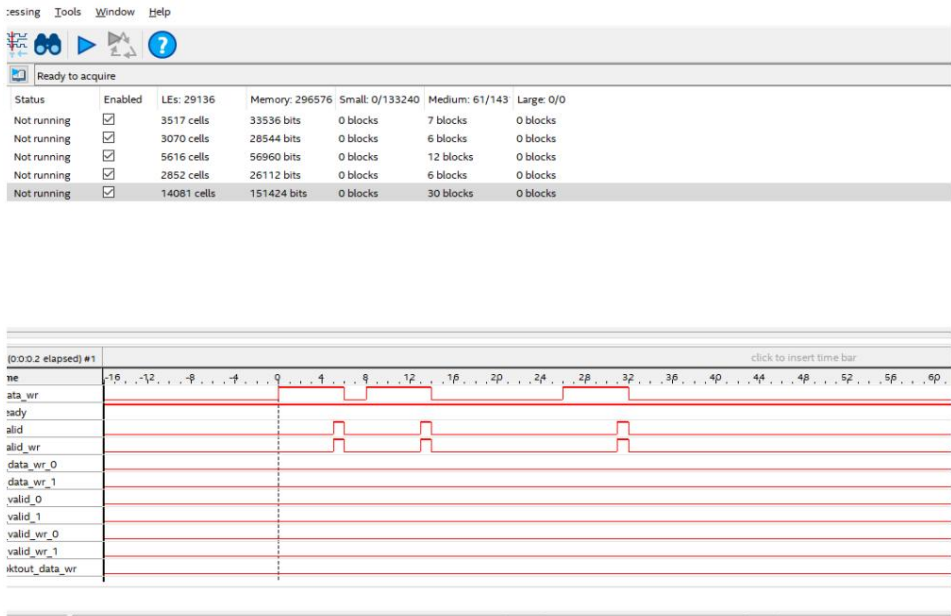 cessing Tools Window Help
?
Ready to acquire
Status Enabled LEs: 29136 Memory: 296576 Small: 0/133240 Medium: 61/143 Large: 0/0
Not running 3517 cells 33536 bits 0 blocks 7 blocks 0 blocks
Not running 3070 cells 28544 bits 0 blocks 6 blocks 0 blocks
Not running 5616 cells 56960 bits 0 blocks 12 blocks 0 blocks
Not running 2852 cells 26112 bits 0 blocks 6 blocks 0 blocks
Not running 14081 cells 151424 bits 0 blocks 30 blocks 0 blocks
(0:0:0.2 elapsed) #1 click to insert time bar
me -16 -12 -8 -4 0 4 8 12 16 20 24 28 32 36 40 44 48 52 56 60
ata_wr
eady
alid
alid_wr
data_wr_0
data_wr_1
valid_0
valid_1
valid_wr_0
valid_wr_1
oktout_data_wr